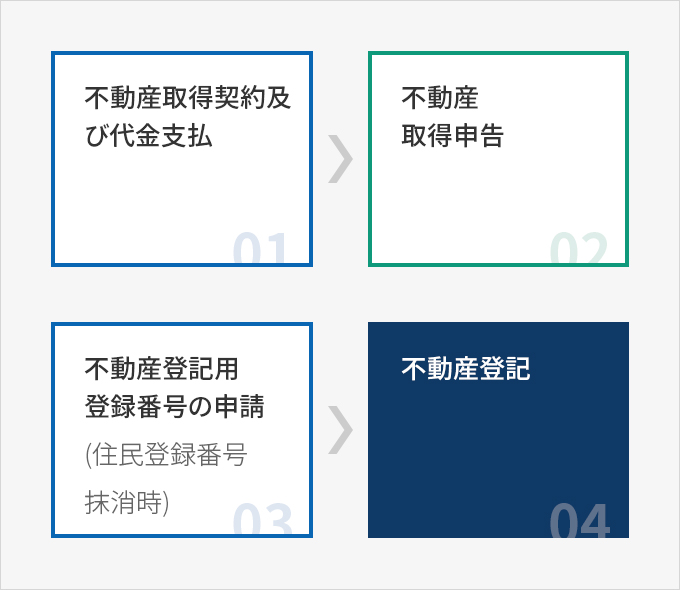 不動産取得契約及
び代金支払
01
不動産
取得申告
02
不動産登記用
登録番号の申請
(住民登録番号
抹消時)
03
不動産登記
04